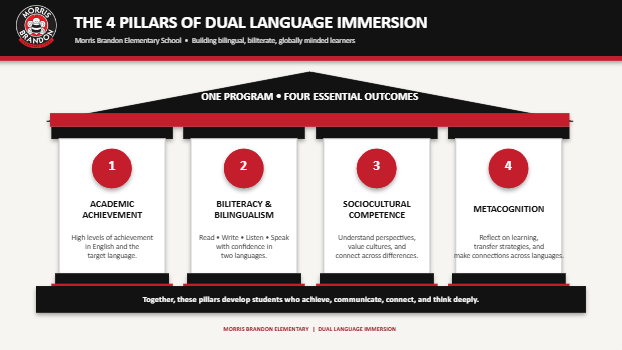 MORRIS
BRANDON
THE 4 PILLARS OF DUAL LANGUAGE IMMERSION
Morris Brandon Elementary School • Building bilingual, biliterate, globally minded learners
ONE PROGRAM • FOUR ESSENTIAL OUTCOMES
1
ACADEMIC
ACHIEVEMENT
High levels of achievement
in English and the
target language.
2
BILITERACY &
BILINGUALISM
Read • Write • Listen • Speak
with confidence in
two languages.
3
SOCIOCULTURAL
COMPETENCE
Understand perspectives,
value cultures, and
connect across differences.
4
METACOGNITION
Reflect on learning,
transfer strategies, and
make connections across languages.
Together, these pillars develop students who achieve, communicate, connect, and think deeply.
MORRIS BRANDON ELEMENTARY | DUAL LANGUAGE IMMERSION